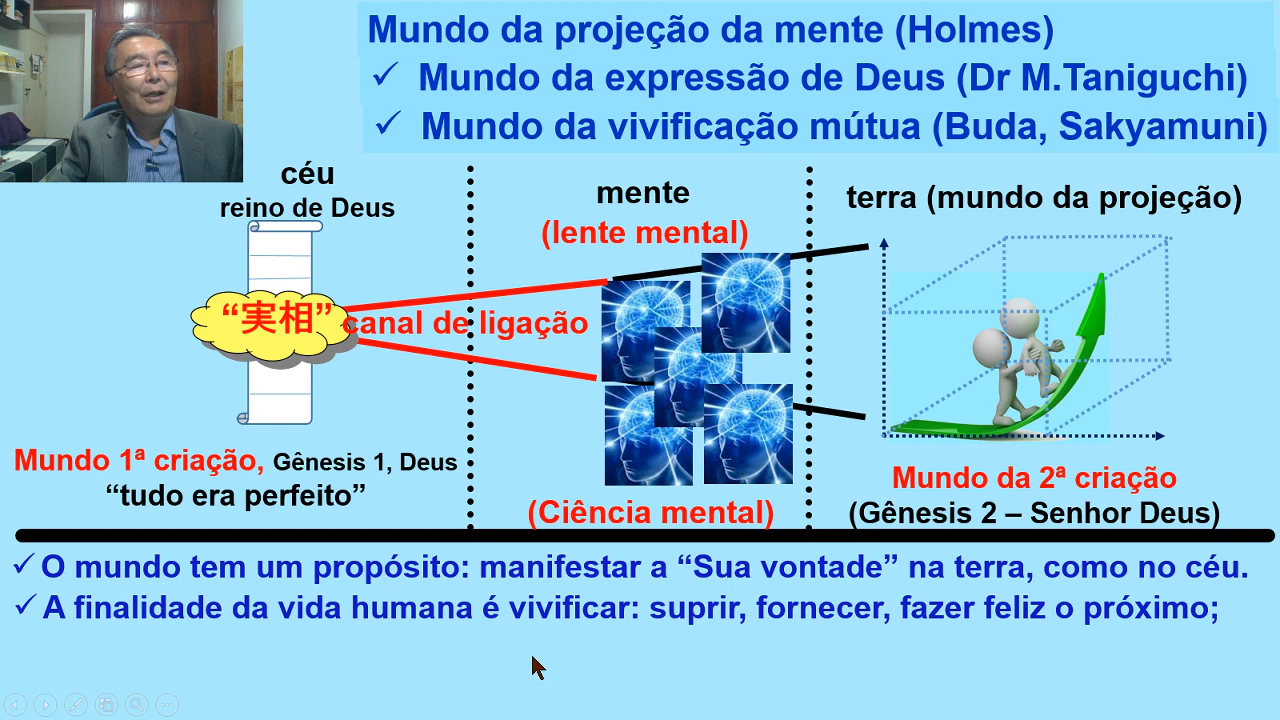 Mundo da projeção da mente (Holmes)
✓ Mundo da expressão de Deus (Dr M.Taniguchi)
✓ Mundo da vivificação mútua (Buda, Sakyamuni)
céu
reino de Deus
mente
(lente mental)
terra (mundo da projeção)
“実相”
canal de ligação
Mundo 1ª criação, Gênesis 1, Deus
“tudo era perfeito”
(Ciência mental)
Mundo da 2ª criação
(Gênesis 2 – Senhor Deus)
✓ O mundo tem um propósito: manifestar a “Sua vontade” na terra, como no céu.
✓ A finalidade da vida humana é vivificar: suprir, fornecer, fazer feliz o próximo;